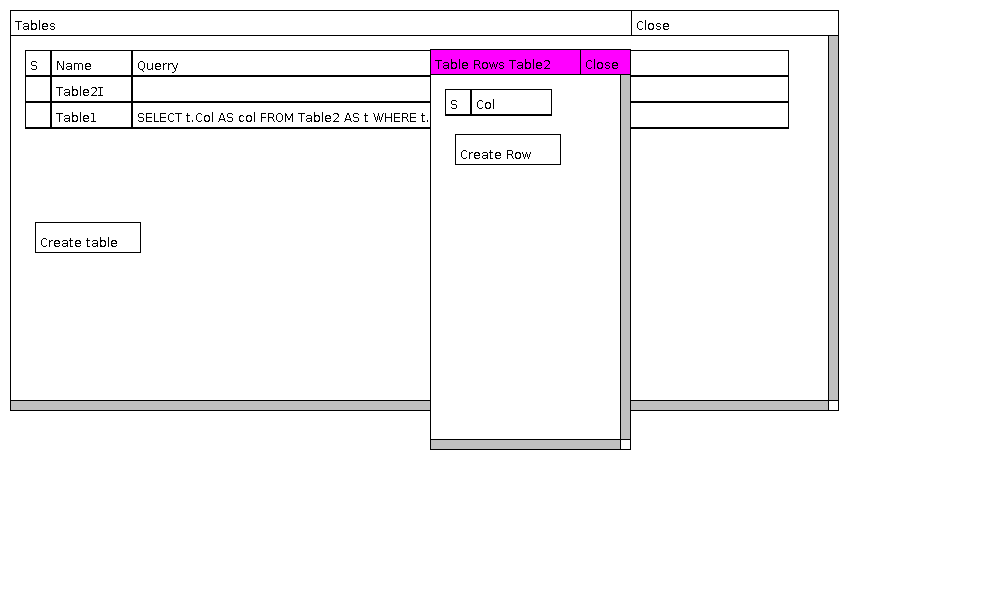 Tables Close
S Name Querry
Table Rows Table2 Close
Table2I
Table1 SELECT t.Col AS col FROM Table2 AS t WHERE t.
S Col
Create Row
Create table